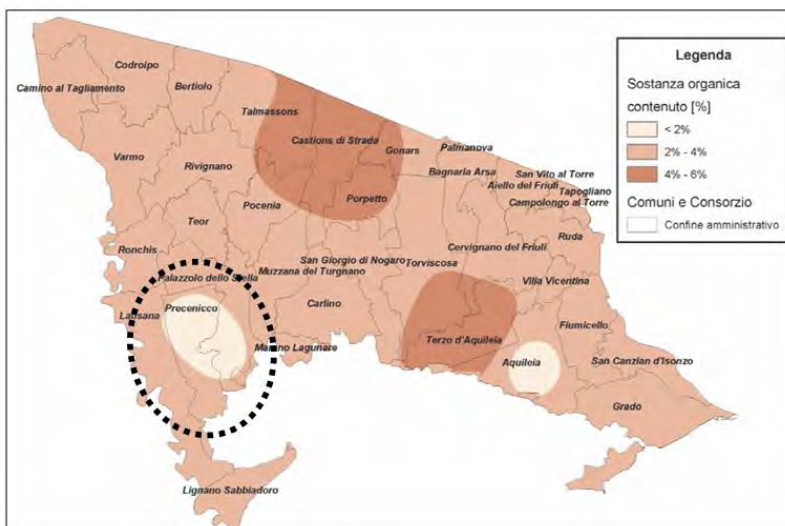 Legenda
Sostanza organica
contenuto [%]
< 2%
2% - 4%
4% - 6%
Comuni e Consorzio
Confine amministrativo
Codroipo
Camino al Tagliamento
Bertiolo
Talmassons
Castions di Strada
Varmo
Gonars
Palmanova
Rivignano
Bagnaria Arsa
San Vito al Torre
Aiello del Friuli
Tapogliano
Campolongo al Torre
Pocenia
Porpetto
Teor
Ruda
Ronchis
Cervignano del Friuli
San Giorgio di Nogaro
Torviscosa
Muzzana del Turgnano
Palazzolo dello Stella
Villa Vicentina
Carlino
Precenicco
Latisana
Fiumicello
Marano Lagunare
Terzo d'Aquileia
Aquileia
San Canzian d'Isonzo
Grado
Lignano Sabbiadoro